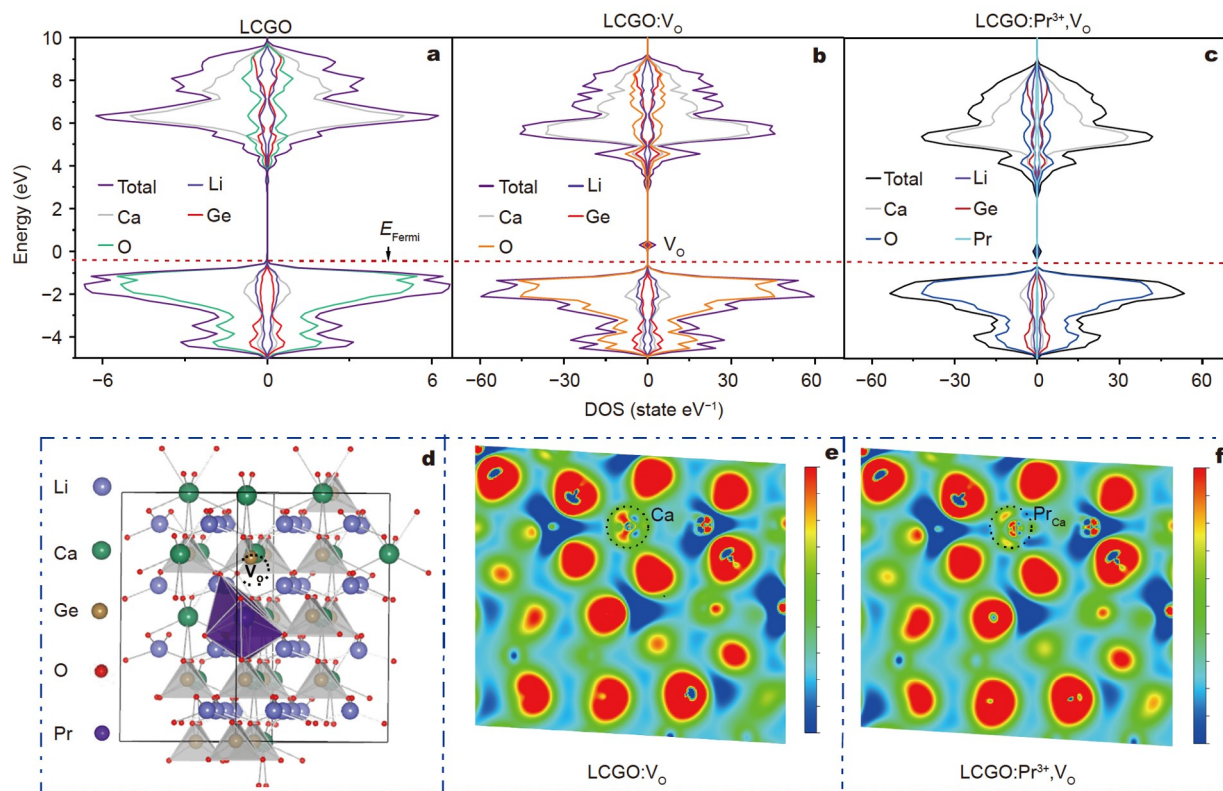 LCGO
LCGO:V_O
LCGO:Pr³⁺,V_O
Energy (eV)
10
8
6
4
2
0
−2
−4
a
Total
Li
Ca
Ge
O
E_Fermi
−6
0
6
b
Total
Li
Ca
Ge
O
V_O
−60
−30
0
30
60
c
Total
Li
Ca
Ge
O
Pr
−60
−30
0
30
60
DOS (state eV⁻¹)
d
Li
Ca
Ge
O
Pr
V_O
e
Ca
LCGO:V_O
f
Pr_Ca
LCGO:Pr³⁺,V_O